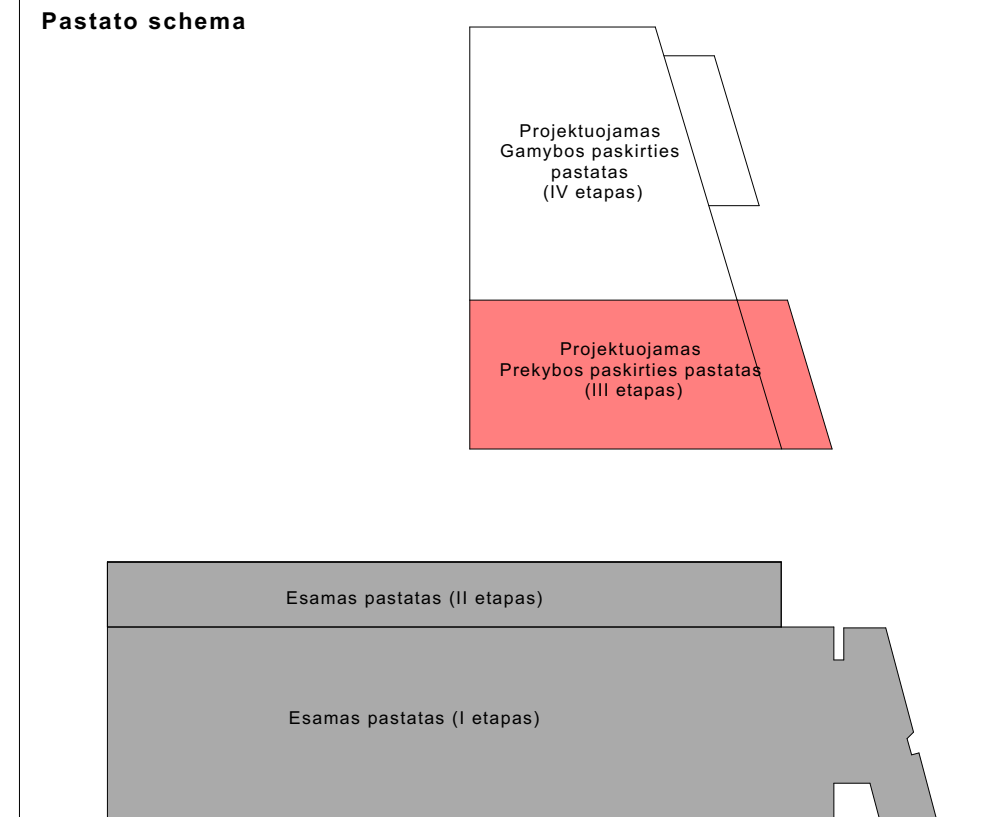 Pastato schema
Projektuojamas
Gamybos paskirties
pastatas
(IV etapas)
Projektuojamas
Prekybos paskirties pastatas
(III etapas)
Esamas pastatas (II etapas)
Esamas pastatas (I etapas)